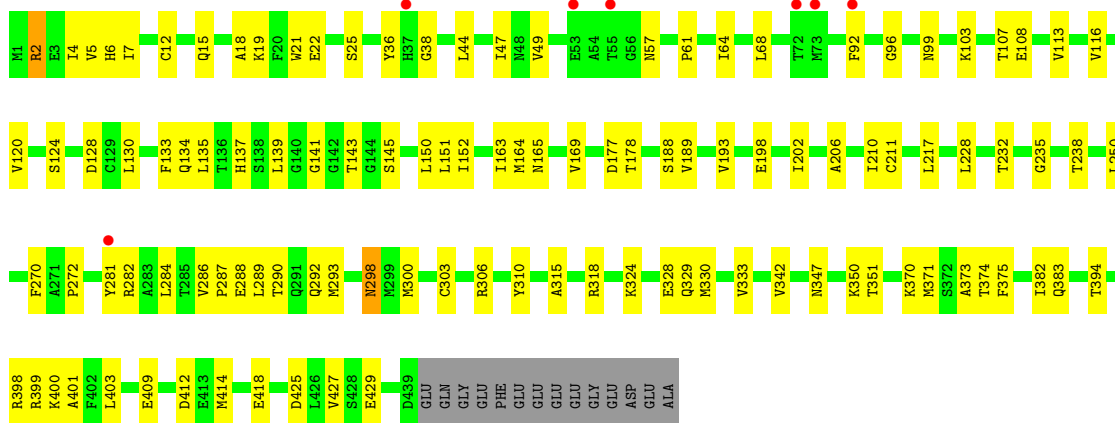 M1 R2 E3 I4 V5 H6 I7 C12 Q15 A18 K19 F20 W21 E22 S25 Y36 H37 G38 L44 I47 N48 V49 E53 A54 T55 G56 N57 P61 I64 L68 T72 M73 F92 G96 N99 K103 T107 E108 V113 V116
V120 S124 D128 C129 L130 F133 Q134 L135 T136 H137 S138 L139 G140 G141 G142 T143 G144 S145 L150 L151 I152 I163 M164 N165 V169 D177 T178 S188 V189 V193 E198 I202 A206 I210 C211 L217 L228 T232 G235 T238 L250
F270 A271 P272 Y281 R282 A283 L284 T285 V286 P287 E288 L289 T290 Q291 Q292 M293 N298 M299 M300 C303 R306 Y310 A315 R318 K324 E328 Q329 M330 V333 V342 N347 K350 T351 K370 M371 S372 A373 T374 F375 I382 Q383 T394
R398 R399 K400 A401 F402 L403 E409 D412 E413 M414 E418 D425 L426 V427 S428 E429 D439 GLU GLN GLY GLU PHE GLU GLU GLU GLU GLY GLU ASP GLU ALA